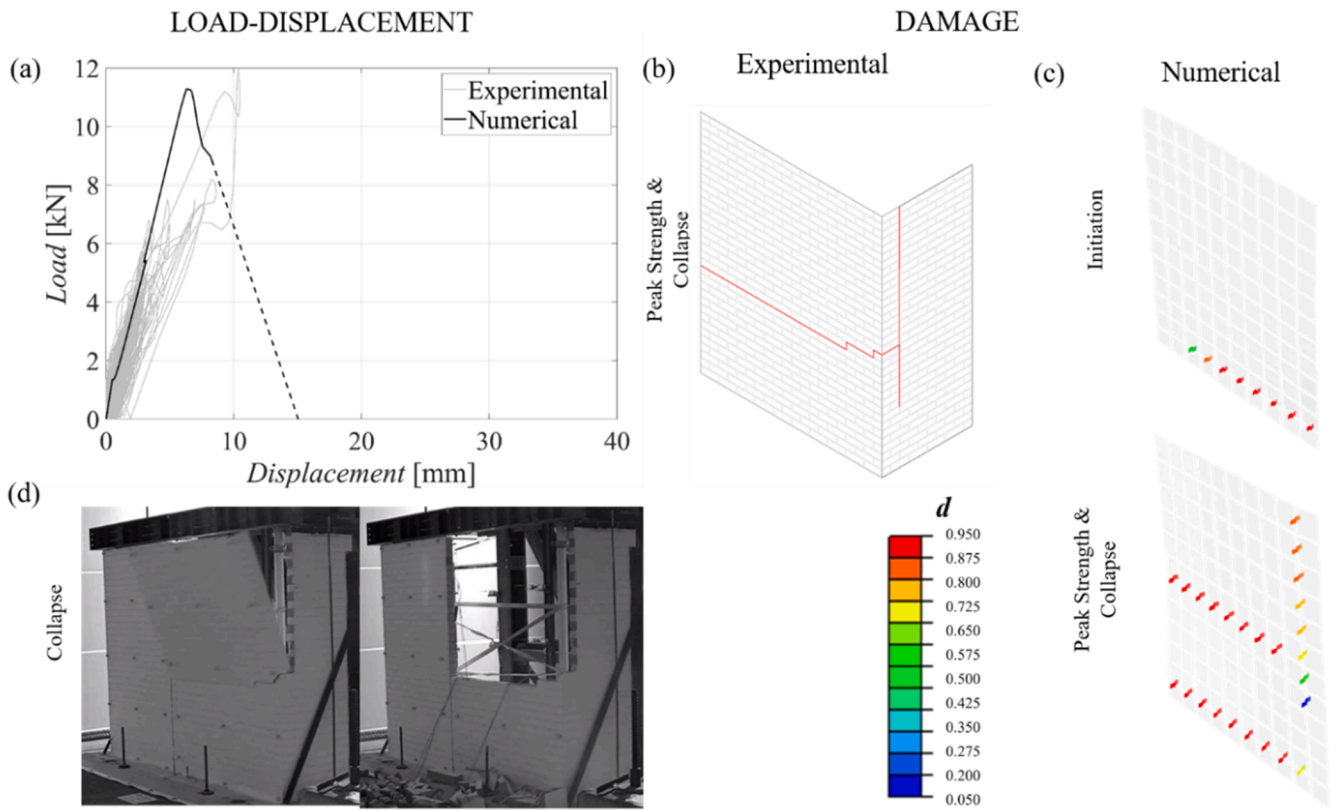 LOAD-DISPLACEMENT
DAMAGE
(a)
12
10
8
6
4
2
0
Load [kN]
Experimental
Numerical
0 10 20 30 40
Displacement [mm]
(b)
Experimental
Peak Strength &
Collapse
(c)
Numerical
Initiation
Peak Strength &
Collapse
(d)
Collapse
d
0.950
0.875
0.800
0.725
0.650
0.575
0.500
0.425
0.350
0.275
0.200
0.050